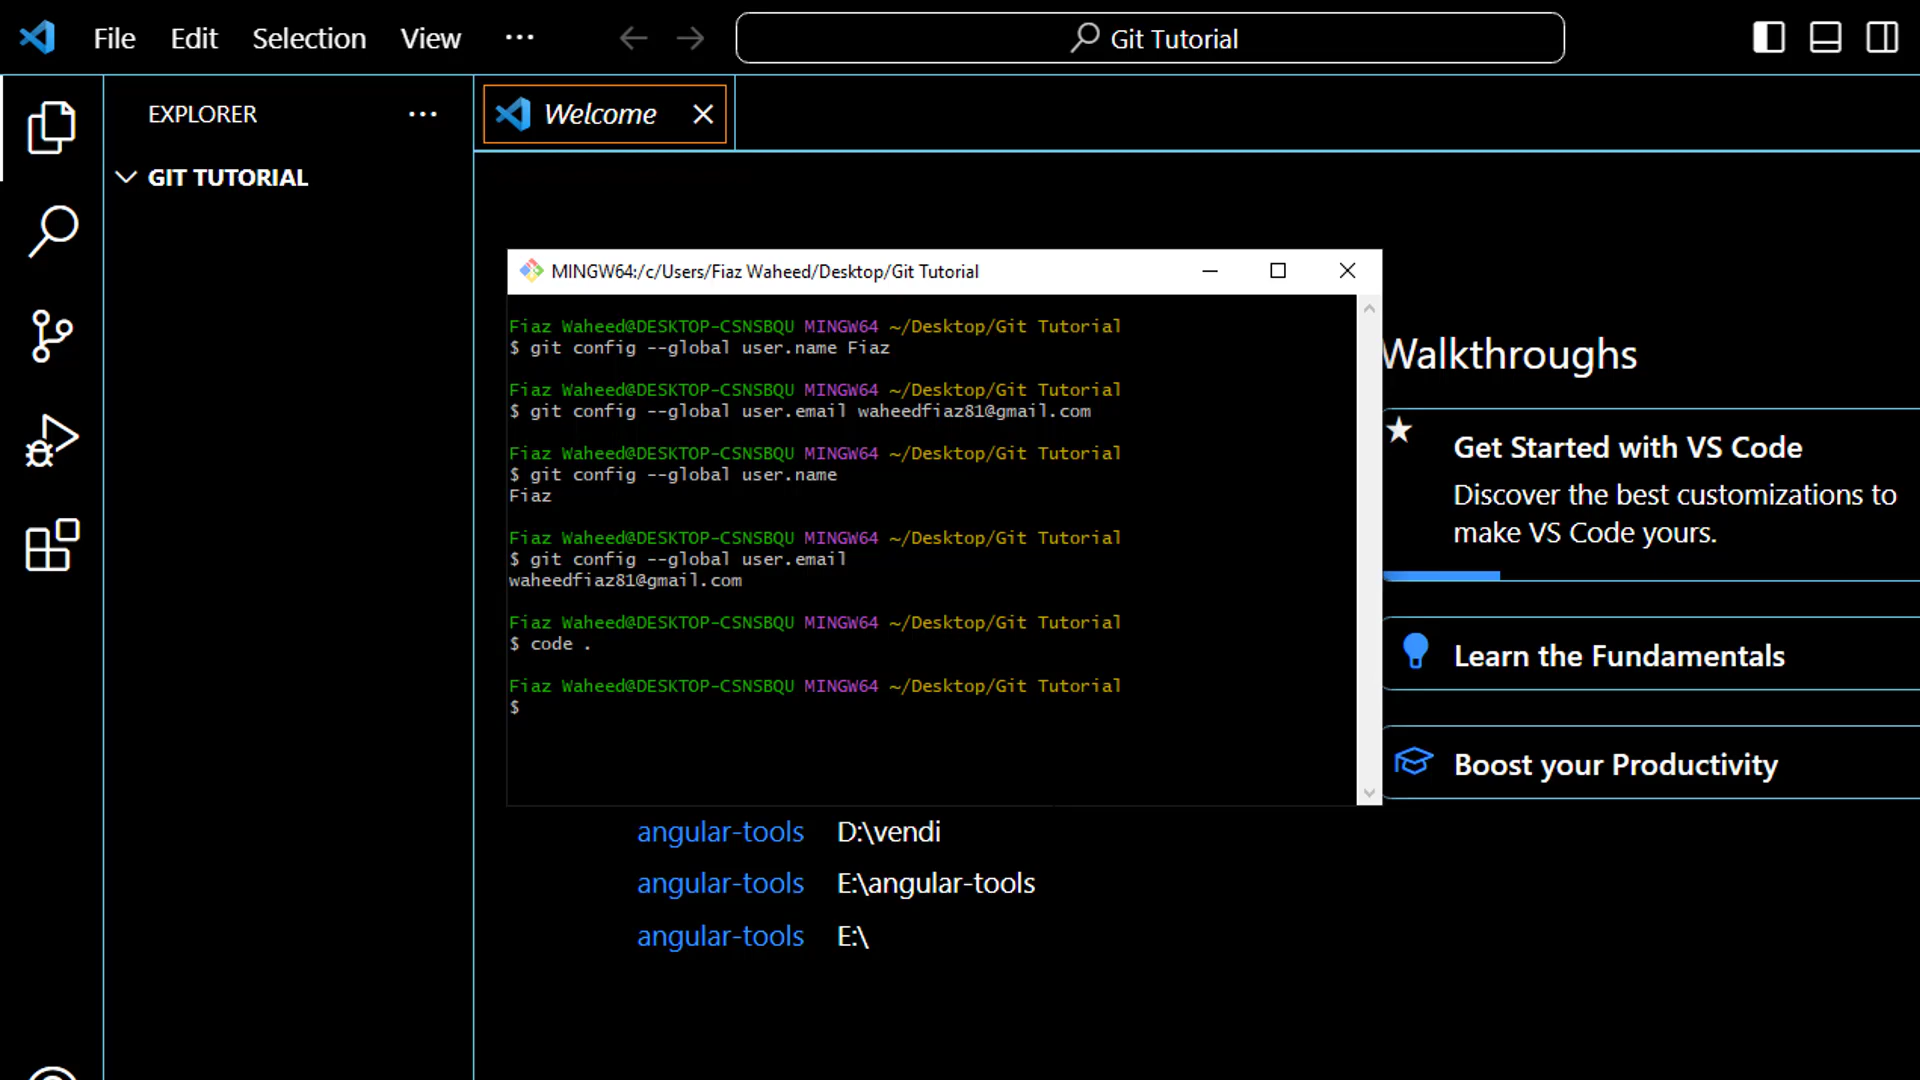 File Edit Selection View ...
Git Tutorial
EXPLORER ...
Welcome
GIT TUTORIAL
MINGW64:/c/Users/Fiaz Waheed/Desktop/Git Tutorial
Fiaz Waheed@DESKTOP-CSNSBQU MINGW64 ~/Desktop/Git Tutorial
$ git config --global user.name Fiaz
Fiaz Waheed@DESKTOP-CSNSBQU MINGW64 ~/Desktop/Git Tutorial
$ git config --global user.email waheedfiaz81@gmail.com
Fiaz Waheed@DESKTOP-CSNSBQU MINGW64 ~/Desktop/Git Tutorial
$ git config --global user.name
Fiaz
Fiaz Waheed@DESKTOP-CSNSBQU MINGW64 ~/Desktop/Git Tutorial
$ git config --global user.email
waheedfiaz81@gmail.com
Fiaz Waheed@DESKTOP-CSNSBQU MINGW64 ~/Desktop/Git Tutorial
$ code .
Fiaz Waheed@DESKTOP-CSNSBQU MINGW64 ~/Desktop/Git Tutorial
$
Walkthroughs
Get Started with VS Code
Discover the best customizations to
make VS Code yours.
Learn the Fundamentals
Boost your Productivity
angular-tools D:\vendi
angular-tools E:\angular-tools
angular-tools E:\